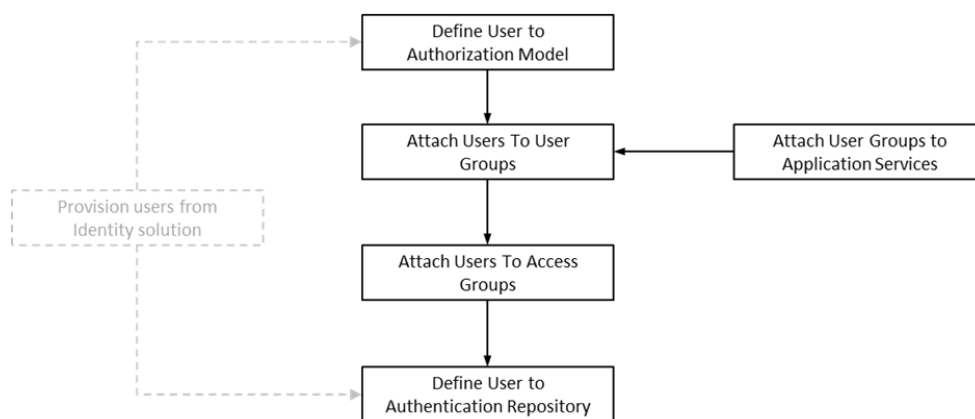 Define User to
Authorization Model
Attach Users To User
Groups
Attach User Groups to
Application Services
Provision users from
Identity solution
Attach Users To Access
Groups
Define User to
Authentication Repository